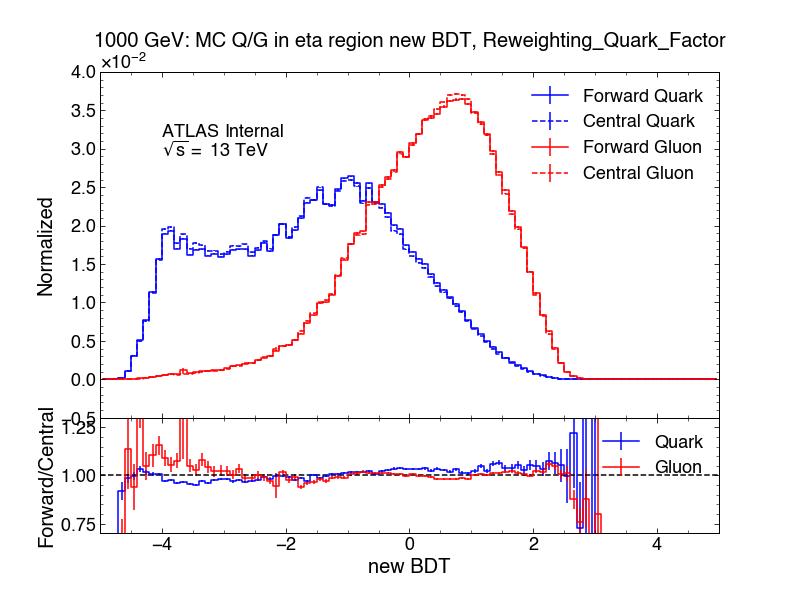 1000 GeV: MC Q/G in eta region new BDT, Reweighting_Quark_Factor
×10⁻²
4.0
3.5
3.0
2.5
2.0
1.5
1.0
0.5
0.0
−0.5
Normalized
ATLAS Internal
√s = 13 TeV
Forward Quark
Central Quark
Forward Gluon
Central Gluon
1.25
1.00
0.75
Forward/Central
Quark
Gluon
−4 −2 0 2 4
new BDT